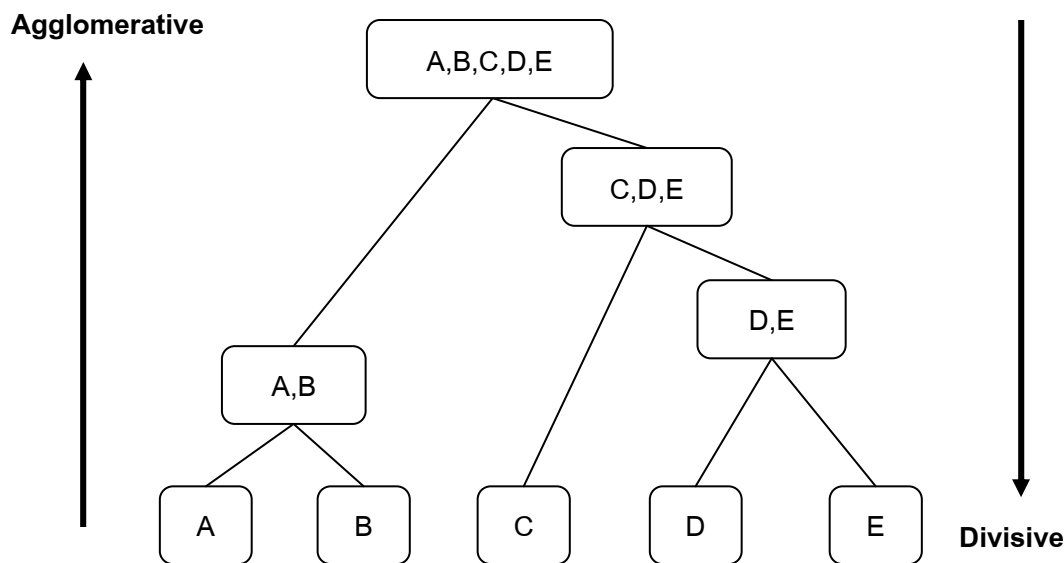 Agglomerative
A,B,C,D,E
C,D,E
D,E
A,B
A
B
C
D
E
Divisive